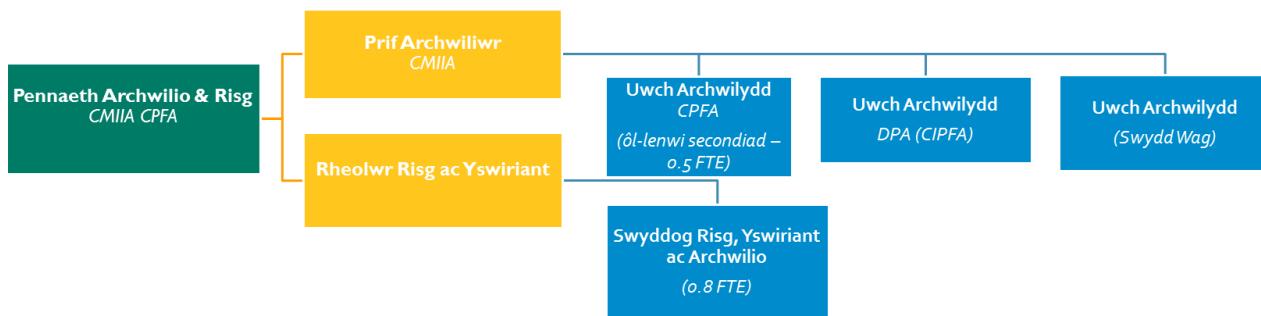 Pennaeth Archwilio & Risg
CMIIA CPFA
Prif Archwiliwr
CMIIA
Rheolwr Risg ac Yswiriant
Uwch Archwilydd
CPFA
(ôl-lenwi secondiad –
0.5 FTE)
Uwch Archwilydd
DPA (CIPFA)
Uwch Archwilydd
(Swydd Wag)
Swyddog Risg, Yswiriant
ac Archwilio
(0.8 FTE)